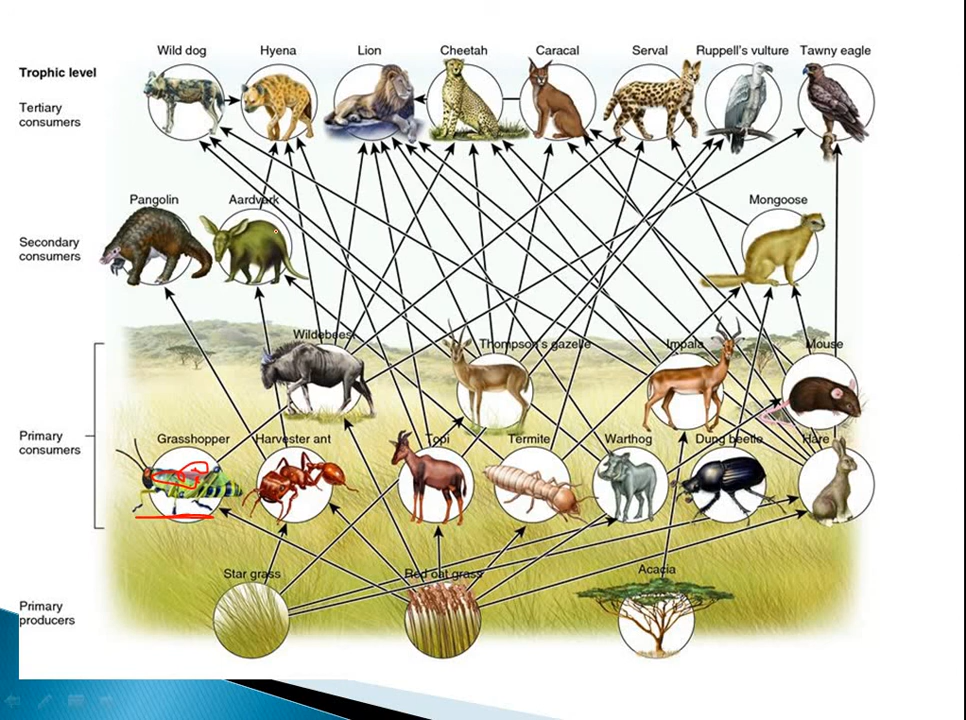 Wild dog
Hyena
Lion
Cheetah
Caracal
Serval
Ruppell's vulture
Tawny eagle
Trophic level
Tertiary
consumers
Pangolin
Aardvark
Mongoose
Secondary
consumers
Wildebeest
Thompson's gazelle
Impala
Mouse
Primary
consumers
Grasshopper
Harvester ant
Topi
Termite
Warthog
Dung beetle
Hare
Star grass
Red oat grass
Acacia
Primary
producers